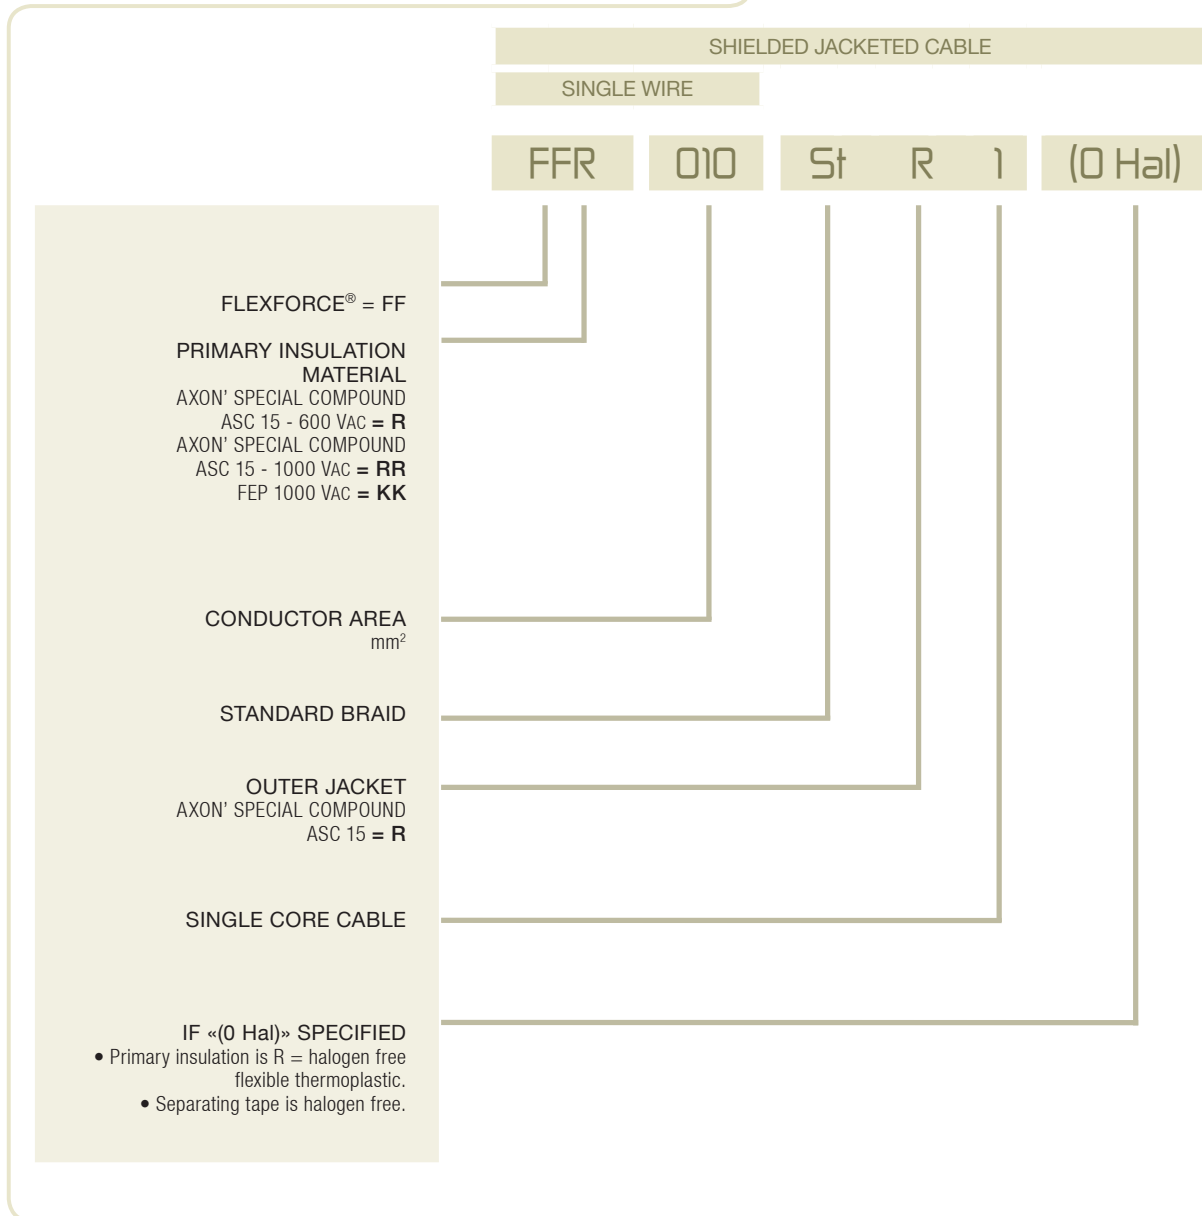 SHIELDED JACKETED CABLE
SINGLE WIRE
FFR 010 St R 1 (0 Hal)
FLEXFORCE® = FF
PRIMARY INSULATION
MATERIAL
AXON' SPECIAL COMPOUND
ASC 15 - 600 VAC = R
AXON' SPECIAL COMPOUND
ASC 15 - 1000 VAC = RR
FEP 1000 VAC = KK
CONDUCTOR AREA
mm²
STANDARD BRAID
OUTER JACKET
AXON' SPECIAL COMPOUND
ASC 15 = R
SINGLE CORE CABLE
IF «(0 Hal)» SPECIFIED
• Primary insulation is R = halogen free
flexible thermoplastic.
• Separating tape is halogen free.